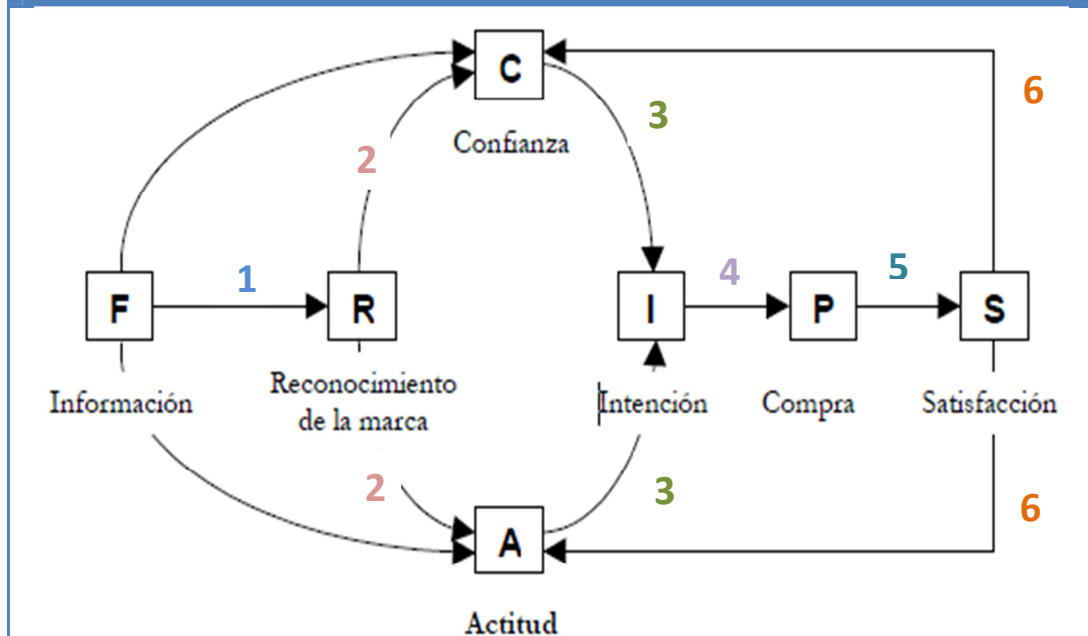 C
6
3
Confianza
2
1
4
5
F
R
I
P
S
Información
Reconocimiento
de la marca
Intención
Compra
Satisfacción
2
3
6
A
Actitud